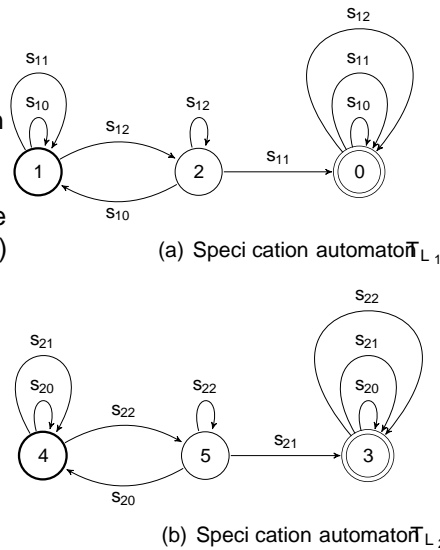 s12
s11 s11
s10 s12 s12 s10
1 2 s11 0
s10
(a) Speci cation automaton T L 1
s22
s21 s21
s20 s22 s22 s20
4 5 s21 3
s20
(b) Speci cation automaton T L 2
e
)